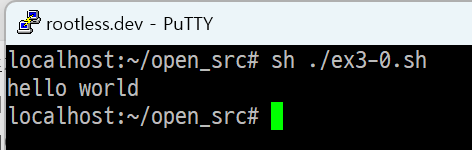 rootless.dev - PuTTY
localhost:~/open_src# sh ./ex3-0.sh
hello world
localhost:~/open_src#